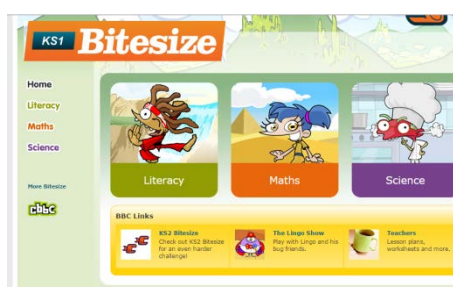 KS1 Bitesize
Home
Literacy
Maths
Science
More Bitesize
cbbc
Literacy
Maths
Science
BBC Links
KS2 Bitesize
Check out KS2 Bitesize
for an even harder
challenge!
The Lingo Show
Play with Lingo and his
bug friends.
Teachers
Lesson plans,
worksheets and more.